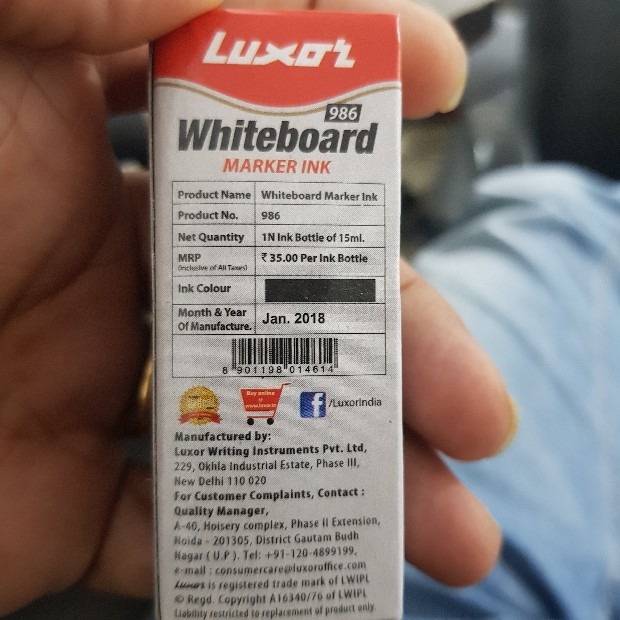 Luxor
986
Whiteboard
MARKER INK
Product Name Whiteboard Marker Ink
Product No. 986
Net Quantity 1N Ink Bottle of 15ml.
MRP ₹ 35.00 Per Ink Bottle
(Inclusive of All Taxes)
Ink Colour
Month & Year
Of Manufacture. Jan. 2018
8 901198 014614
Buy online
@
www.luxor.in
f /Luxorindia
Manufactured by:
Luxor Writing Instruments Pvt. Ltd,
229, Okhla Industrial Estate, Phase III,
New Delhi 110 020
For Customer Complaints, Contact :
Quality Manager,
A-40, Hoisery complex, Phase II Extension,
Noida - 201305, District Gautam Budh
Nagar ( U.P ). Tel: +91-120-4899199,
e-mail : consumercare@luxoroffice.com
Luxor is registered trade mark of LWIPL
© Regd. Copyright A16340/76 of LWIPL
Liability restricted to replacement of product only.